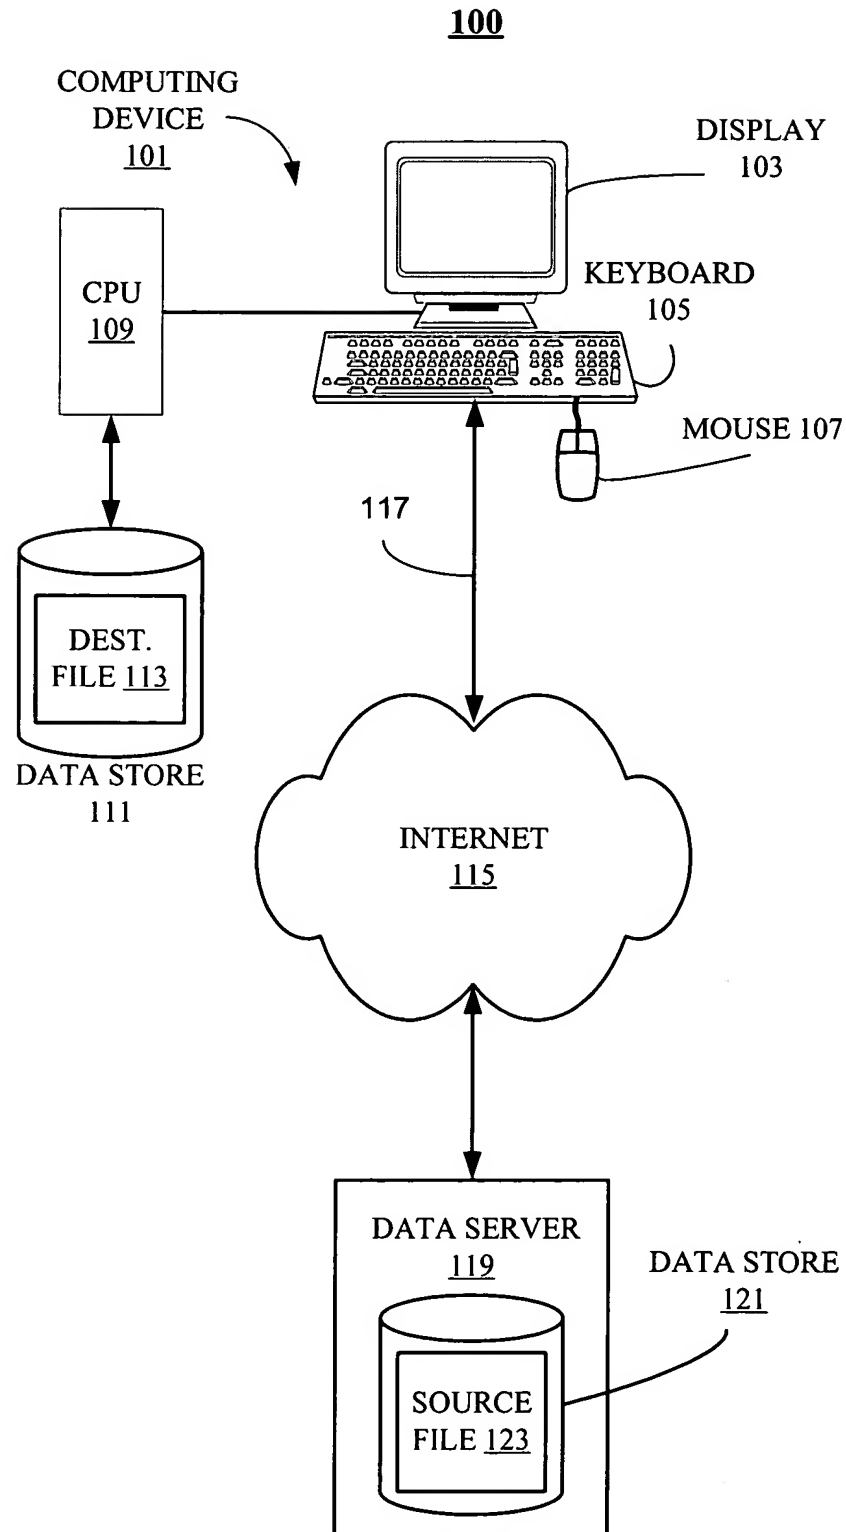 100
COMPUTING
DEVICE
101
DISPLAY
103
CPU
109
KEYBOARD
105
MOUSE 107
117
DEST.
FILE 113
DATA STORE
111
INTERNET
115
DATA SERVER
119
DATA STORE
121
SOURCE
FILE 123